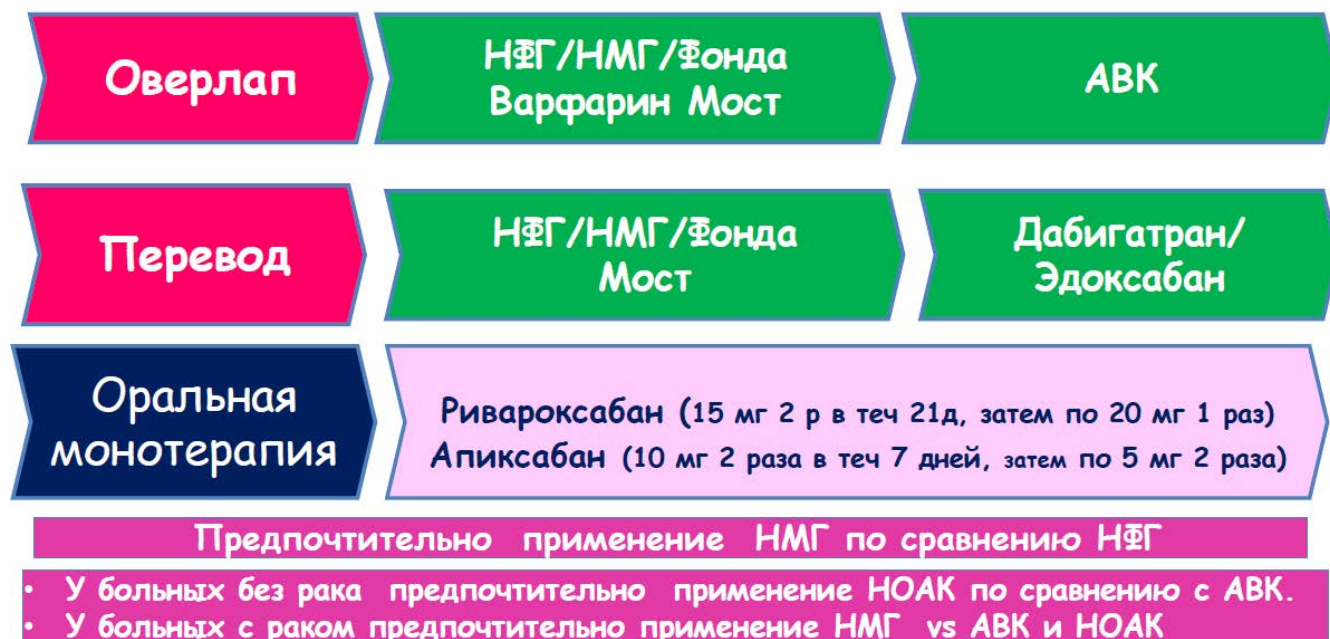 Оверлап
НФГ/НМГ/Фонда
Варфарин Мост
АВК
Перевод
НФГ/НМГ/Фонда
Мост
Дабигатран/
Эдоксабан
Оральная
монотерапия
Ривароксабан (15 мг 2 р в теч 21д, затем по 20 мг 1 раз)
Апиксабан (10 мг 2 раза в теч 7 дней, затем по 5 мг 2 раза)
Предпочтительно применение НМГ по сравнению НФГ
• У больных без рака предпочтительно применение НОАК по сравнению с АВК.
• У больных с раком предпочтительно применение НМГ vs АВК и НОАК